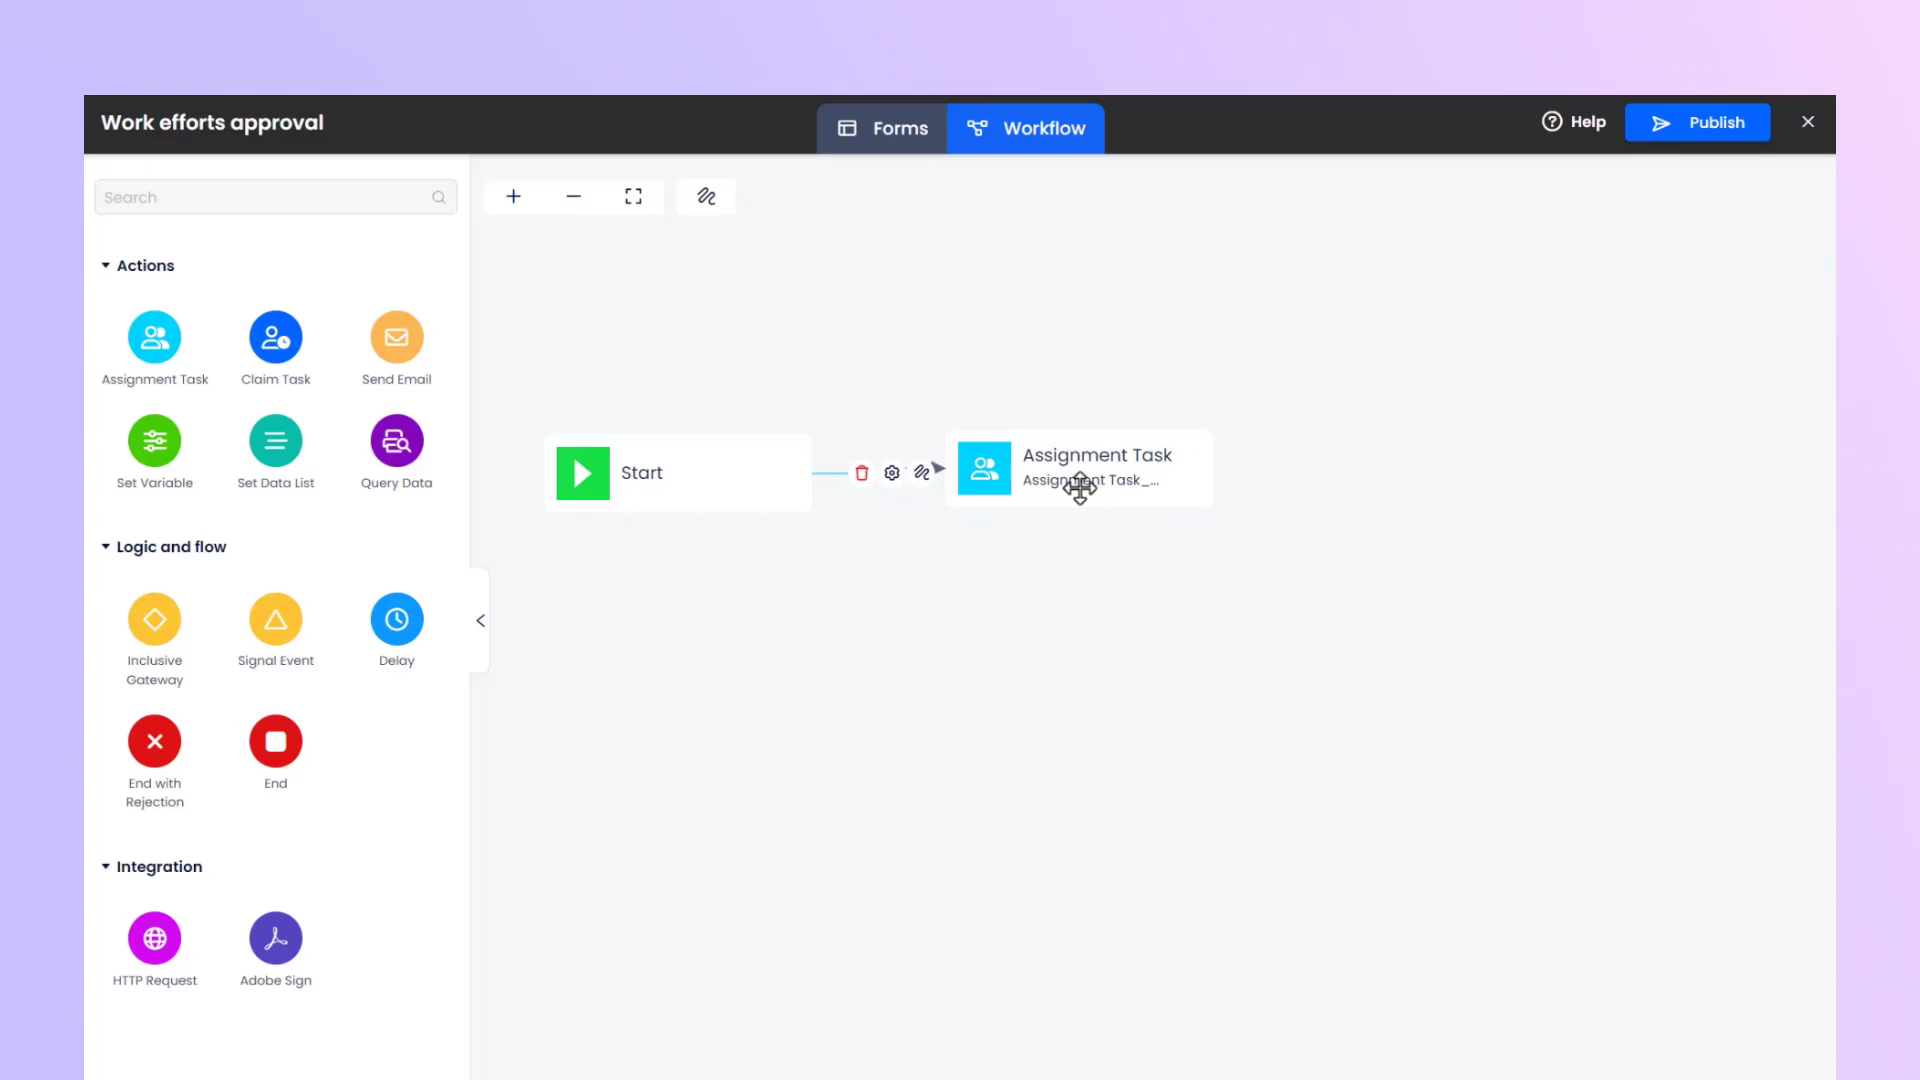 Work efforts approval
Forms
Workflow
Help
Publish
Search
Actions
Assignment Task
Claim Task
Send Email
Set Variable
Set Data List
Query Data
Logic and flow
Inclusive
Gateway
Signal Event
Delay
End with
Rejection
End
Integration
HTTP Request
Adobe Sign
Start
Assignment Task
Assignment Task_...